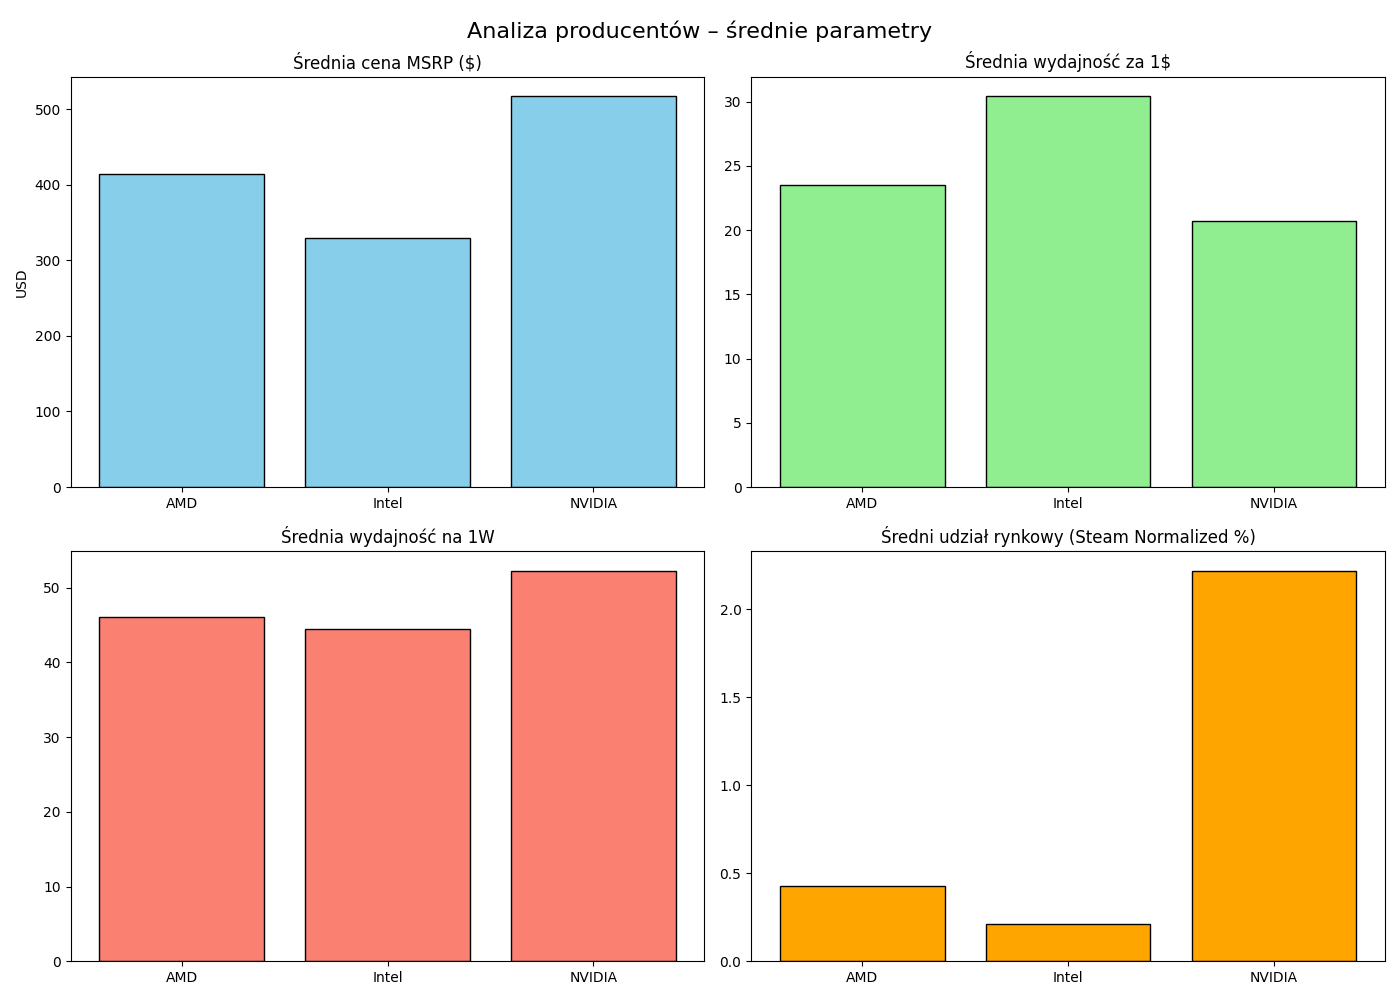 Analiza producentów – średnie parametry
Średnia cena MSRP ($)
USD
500
400
300
200
100
0
AMD Intel NVIDIA
Średnia wydajność za 1$
30
25
20
15
10
5
0
AMD Intel NVIDIA
Średnia wydajność na 1W
50
40
30
20
10
0
AMD Intel NVIDIA
Średni udział rynkowy (Steam Normalized %)
2.0
1.5
1.0
0.5
0.0
AMD Intel NVIDIA